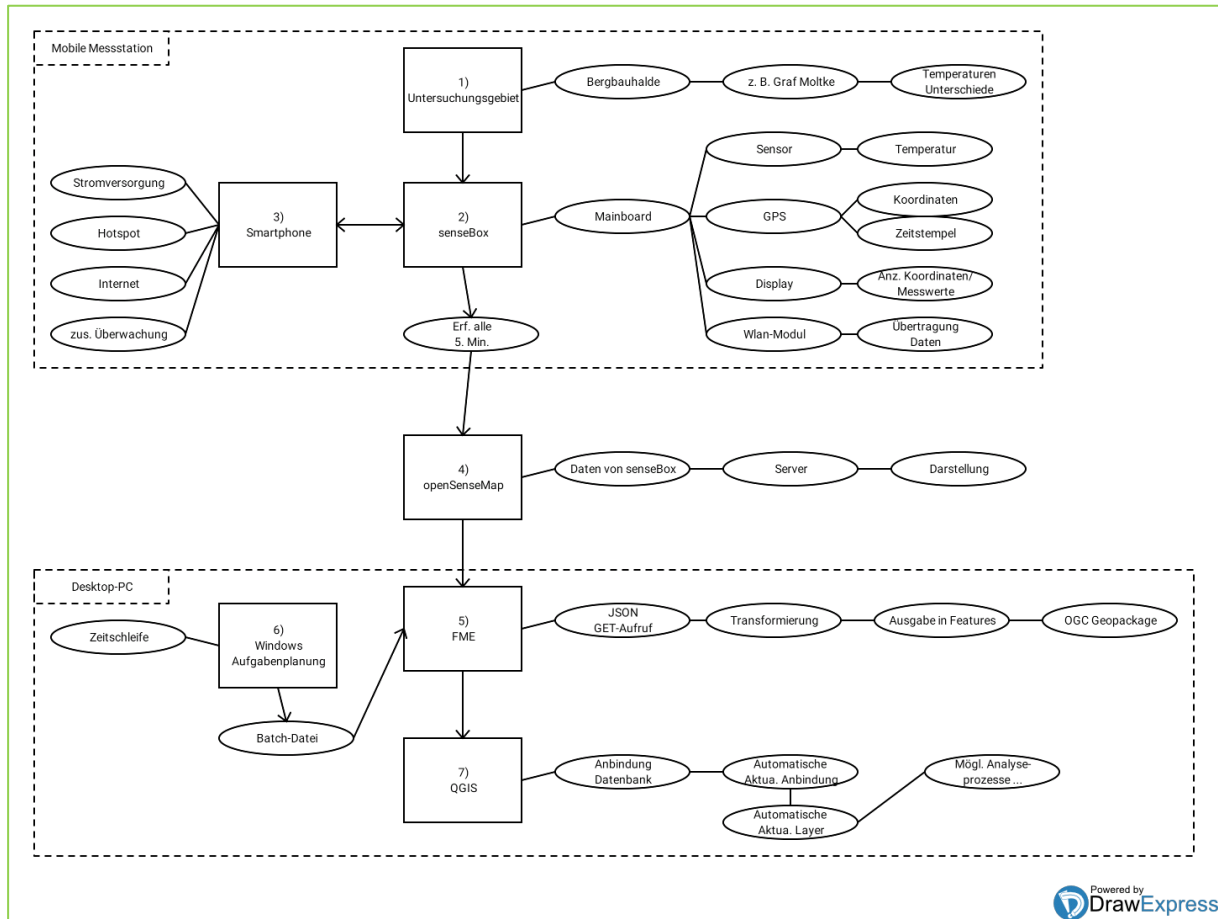 Mobile Messstation
1)
Untersuchungsgebiet
Bergbauhalde
z. B. Graf Moltke
Temperaturen
Unterschiede
Stromversorgung
Hotspot
Internet
zus. Überwachung
3)
Smartphone
2)
senseBox
Mainboard
Sensor
Temperatur
GPS
Koordinaten
Zeitstempel
Display
Anz. Koordinaten/
Messwerte
Wlan-Modul
Übertragung
Daten
Erf. alle
5. Min.
4)
openSenseMap
Daten von senseBox
Server
Darstellung
Desktop-PC
Zeitschleife
6)
Windows
Aufgabenplanung
Batch-Datei
5)
FME
JSON
GET-Aufruf
Transformierung
Ausgabe in Features
OGC Geopackage
7)
QGIS
Anbindung
Datenbank
Automatische
Aktua. Anbindung
Automatische
Aktua. Layer
Mögl. Analyse-
prozesse ...
Powered by
DrawExpress